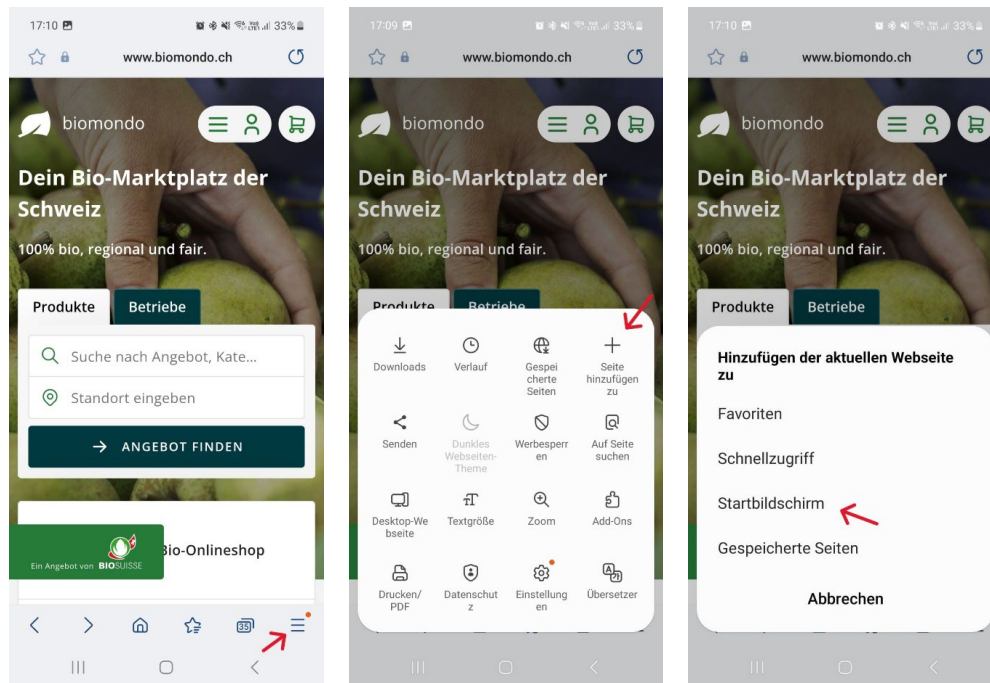 17:10
33%
www.biomondo.ch
biomondo
Dein Bio-Marktplatz der
Schweiz
100% bio, regional und fair.
Produkte
Betriebe
Suche nach Angebot, Kate...
Standort eingeben
→ ANGEBOT FINDEN
Bio-Onlineshop
Ein Angebot von BIOSUISSE
35
17:09
33%
www.biomondo.ch
biomondo
Dein Bio-Marktplatz der
Schweiz
100% bio, regional und fair.
Produkte
Betriebe
Downloads
Verlauf
Gespei
cherte
Seiten
Seite
hinzufügen
zu
Senden
Dunkles
Webseiten-
Theme
Werbesperr
en
Auf Seite
suchen
Desktop-We
bseite
Textgröße
Zoom
Add-Ons
Drucken/
PDF
Datenschut
z
Einstellung
en
Übersetzer
17:10
33%
www.biomondo.ch
biomondo
Dein Bio-Marktplatz der
Schweiz
100% bio, regional und fair.
Produkte
Betriebe
Hinzufügen der aktuellen Webseite
zu
Favoriten
Schnellzugriff
Startbildschirm
Gespeicherte Seiten
Abbrechen